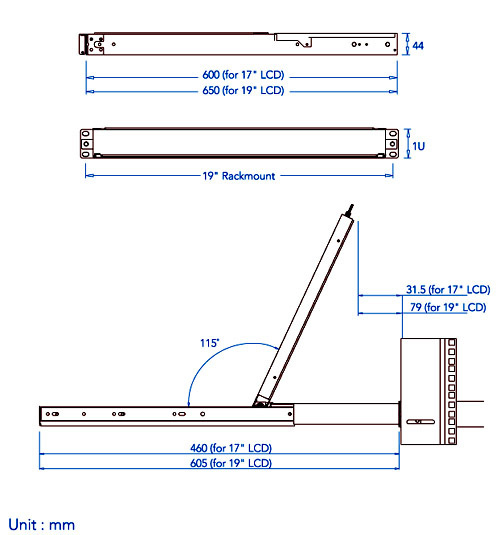 44
600 (for 17" LCD)
650 (for 19" LCD)
1U
19" Rackmount
31.5 (for 17" LCD)
79 (for 19" LCD)
115°
460 (for 17" LCD)
605 (for 19" LCD)
Unit : mm